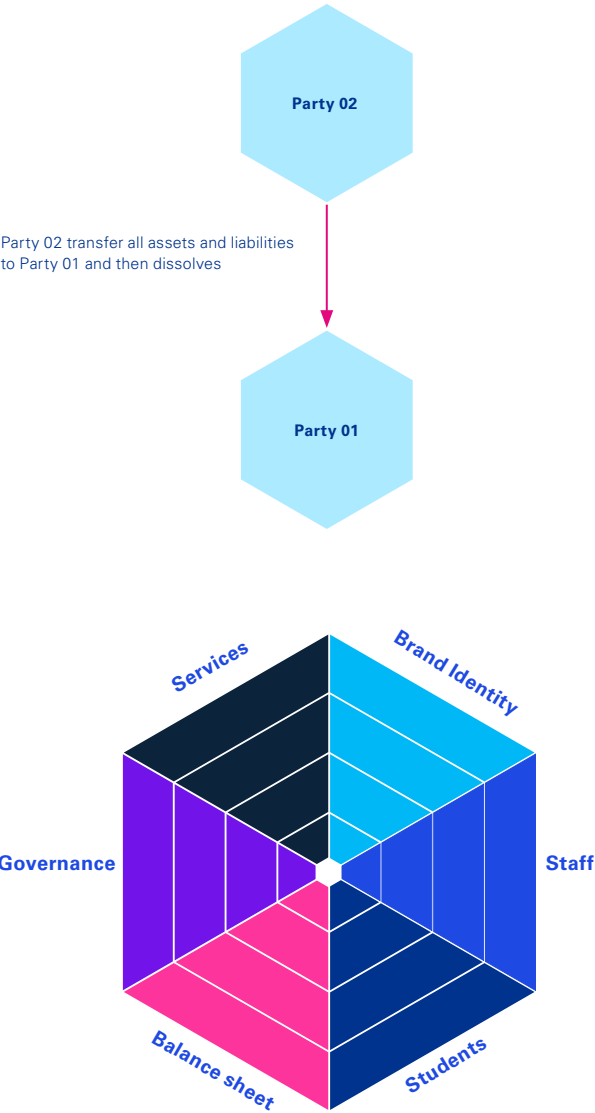 Party 02
Party 02 transfer all assets and liabilities
to Party 01 and then dissolves
Party 01
Services
Brand Identity
Governance
Staff
Balance sheet
Students